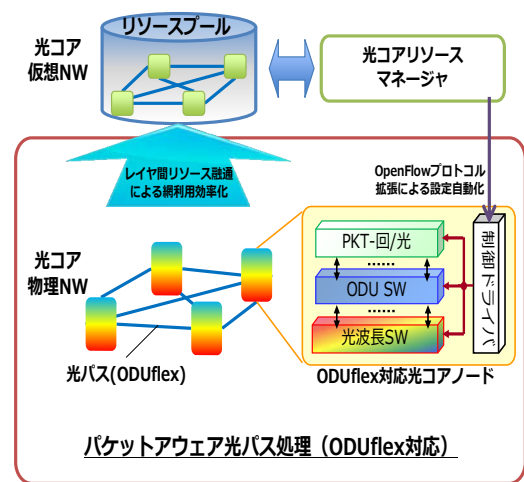 リソースプール
光コア
仮想NW
光コアリソース
マネージャ
レイヤ間リソース融通
による網利用効率化
OpenFlowプロトコル
拡張による設定自動化
光コア
物理NW
PKT-回/光
……
ODU SW
……
光波長SW
制御ドライバ
光パス(ODUflex)
ODUflex対応光コアノード
パケットアウェア光パス処理（ODUflex対応）